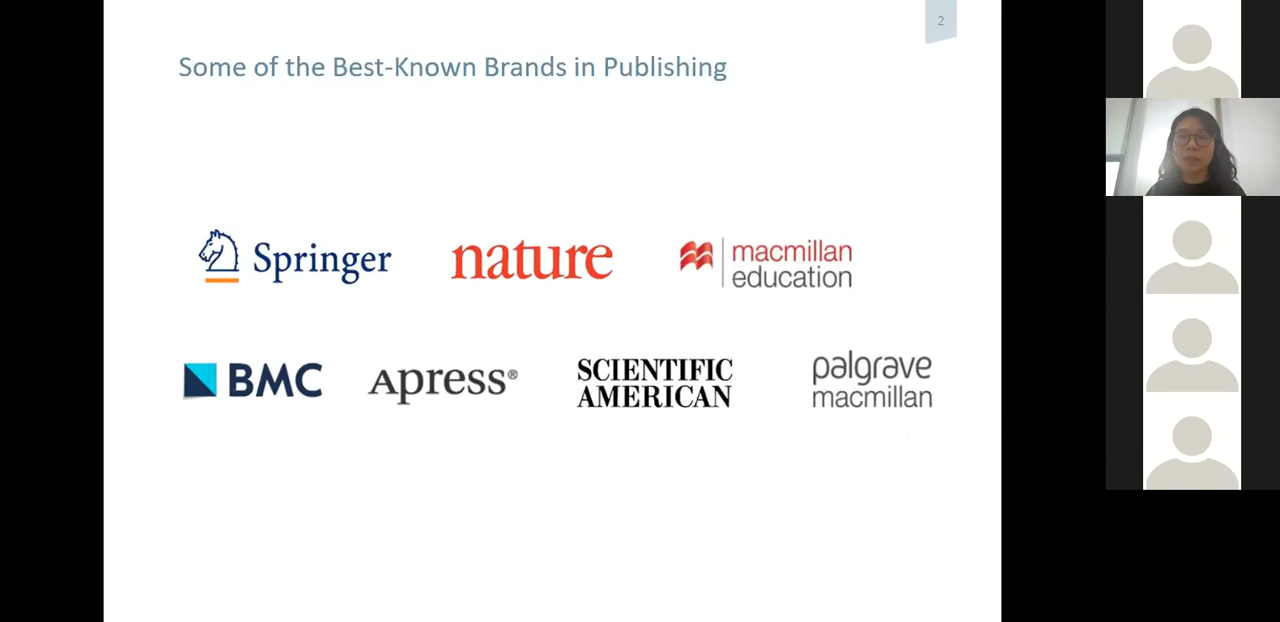 2
Some of the Best-Known Brands in Publishing
Springer
nature
macmillan
education
BMC
Apress®
SCIENTIFIC
AMERICAN
palgrave
macmillan